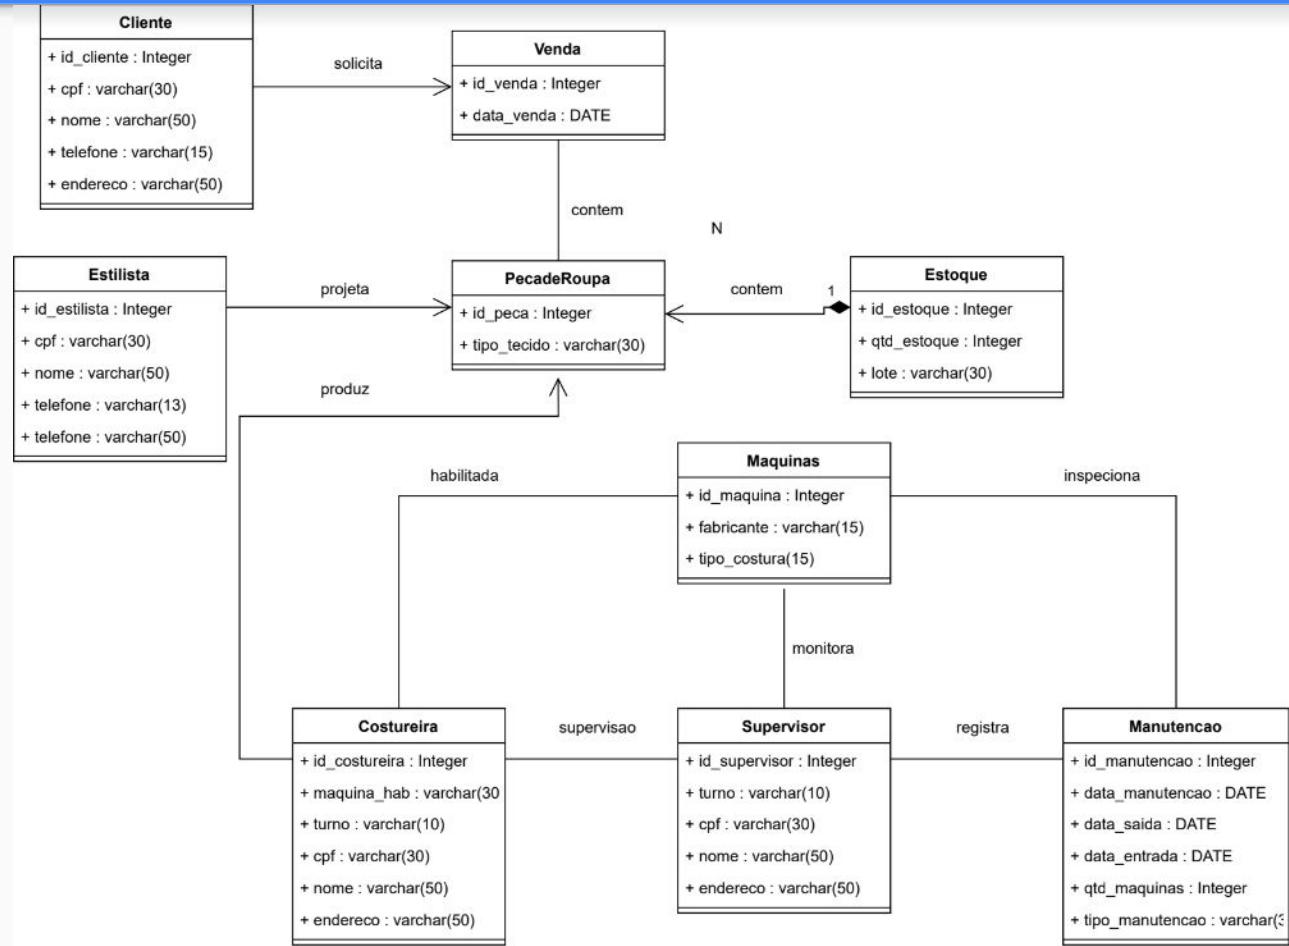 Cliente
+ id_cliente : Integer
+ cpf : varchar(30)
+ nome : varchar(50)
+ telefone : varchar(15)
+ endereco : varchar(50)
solicita
Venda
+ id_venda : Integer
+ data_venda : DATE
contem
N
Estilista
+ id_estilista : Integer
+ cpf : varchar(30)
+ nome : varchar(50)
+ telefone : varchar(13)
+ telefone : varchar(50)
projeta
PecadeRoupa
+ id_peca : Integer
+ tipo_tecido : varchar(30)
contem
1
Estoque
+ id_estoque : Integer
+ qtd_estoque : Integer
+ lote : varchar(30)
produz
habilitada
Maquinas
+ id_maquina : Integer
+ fabricante : varchar(15)
+ tipo_costura(15)
inspeciona
monitora
Costureira
+ id_costureira : Integer
+ maquina_hab : varchar(30
+ turno : varchar(10)
+ cpf : varchar(30)
+ nome : varchar(50)
+ endereco : varchar(50)
supervisao
Supervisor
+ id_supervisor : Integer
+ turno : varchar(10)
+ cpf : varchar(30)
+ nome : varchar(50)
+ endereco : varchar(50)
registra
Manutencao
+ id_manutencao : Integer
+ data_manutencao : DATE
+ data_saida : DATE
+ data_entrada : DATE
+ qtd_maquinas : Integer
+ tipo_manutencao : varchar(